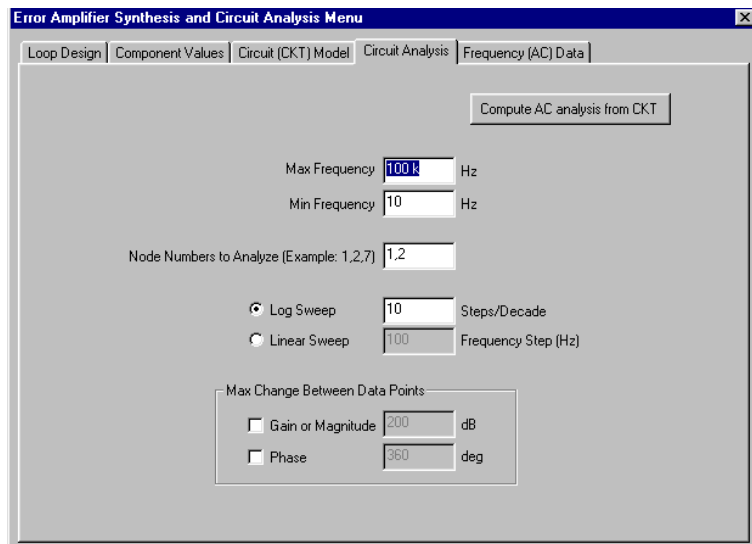 Error Amplifier Synthesis and Circuit Analysis Menu
Loop Design Component Values Circuit (CKT) Model Circuit Analysis Frequency (AC) Data
Compute AC analysis from CKT
Max Frequency 100 k Hz
Min Frequency 10 Hz
Node Numbers to Analyze (Example: 1,2,7) 1,2
Log Sweep 10 Steps/Decade
Linear Sweep 100 Frequency Step (Hz)
Max Change Between Data Points
Gain or Magnitude 200 dB
Phase 360 deg